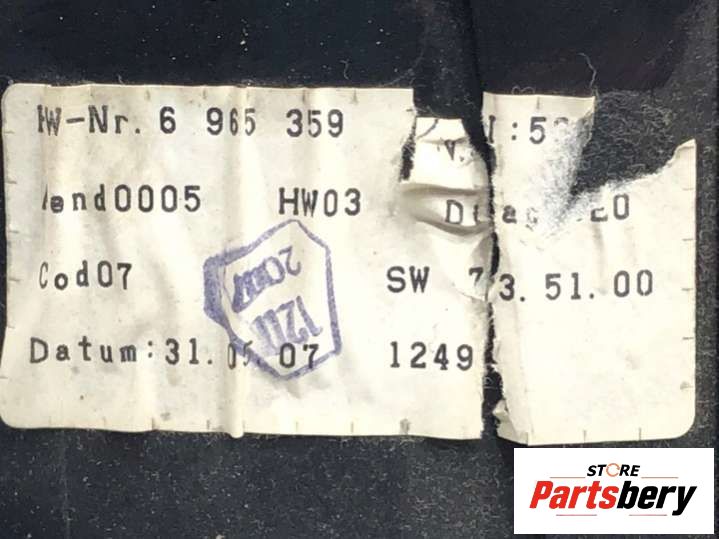 W-Nr. 6 965 359
end0005 HW03
Cod07 SW 3.51.00
Datum:31. 07 1249
STORE
Partsbery